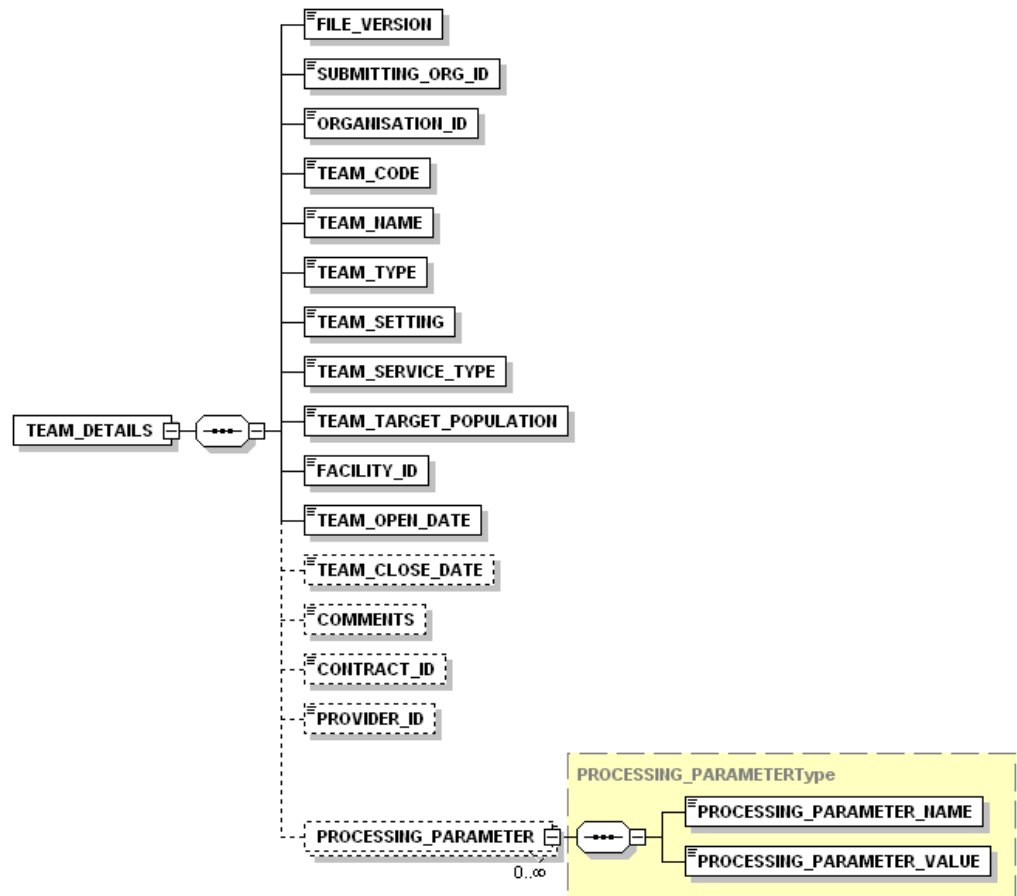 FILE_VERSION
SUBMITTING_ORG_ID
ORGANISATION_ID
TEAM_CODE
TEAM_NAME
TEAM_TYPE
TEAM_SETTING
TEAM_SERVICE_TYPE
TEAM_DETAILS
TEAM_TARGET_POPULATION
FACILITY_ID
TEAM_OPEN_DATE
TEAM_CLOSE_DATE
COMMENTS
CONTRACT_ID
PROVIDER_ID
PROCESSING_PARAMETERType
PROCESSING_PARAMETER_NAME
PROCESSING_PARAMETER
0..∞
PROCESSING_PARAMETER_VALUE